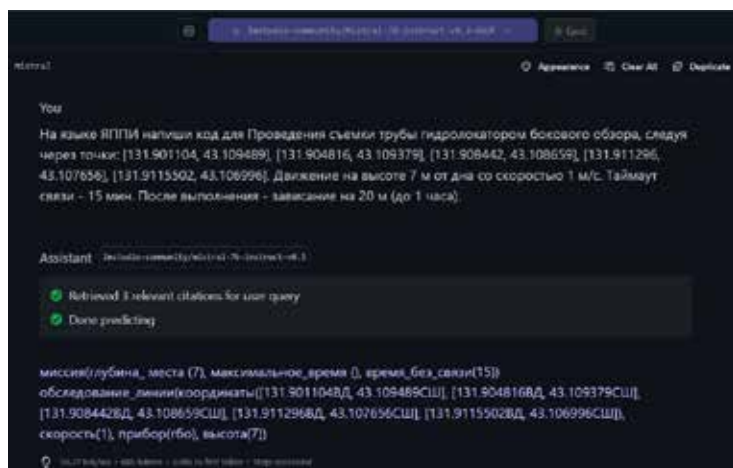 mistral
Appearance Clear All Duplicate
You
На языке ЯППИ напиши код для Проведения съемки трубы гидролокатором бокового обзора, следуя
через точки: [131.901104, 43.109489], [131.904816, 43.109379], [131.908442, 43.108659], [131.911296,
43.107656], [131.9115502, 43.106996]. Движение на высоте 7 м от дна со скоростью 1 м/с. Таймаут
связи - 15 мин. После выполнения - зависание на 20 м (до 1 часа).
Assistant
Retrieved 3 relevant citations for user query
Done predicting
миссия(глубина_ места (7), максимальное_время (), время_без_связи(15))
обследование_линии(координаты([131.901104ВД, 43.109489СШ], [131.904816ВД, 43.109379СШ],
[131.908442ВД, 43.108659СШ], [131.911296ВД, 43.107656СШ], [131.9115502ВД, 43.106996СШ]),
скорость(1), прибор(гбо), высота(7))